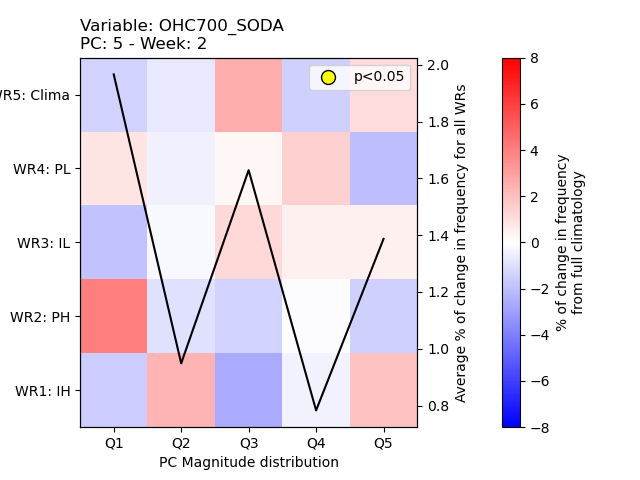 Variable: OHC700_SODA
PC: 5 - Week: 2
p<0.05
WR5: Clima
WR4: PL
WR3: IL
WR2: PH
WR1: IH
Q1 Q2 Q3 Q4 Q5
PC Magnitude distribution
2.0
1.8
1.6
1.4
1.2
1.0
0.8
Average % of change in frequency for all WRs
8
6
4
2
0
−2
−4
−6
−8
% of change in frequency
from full climatology